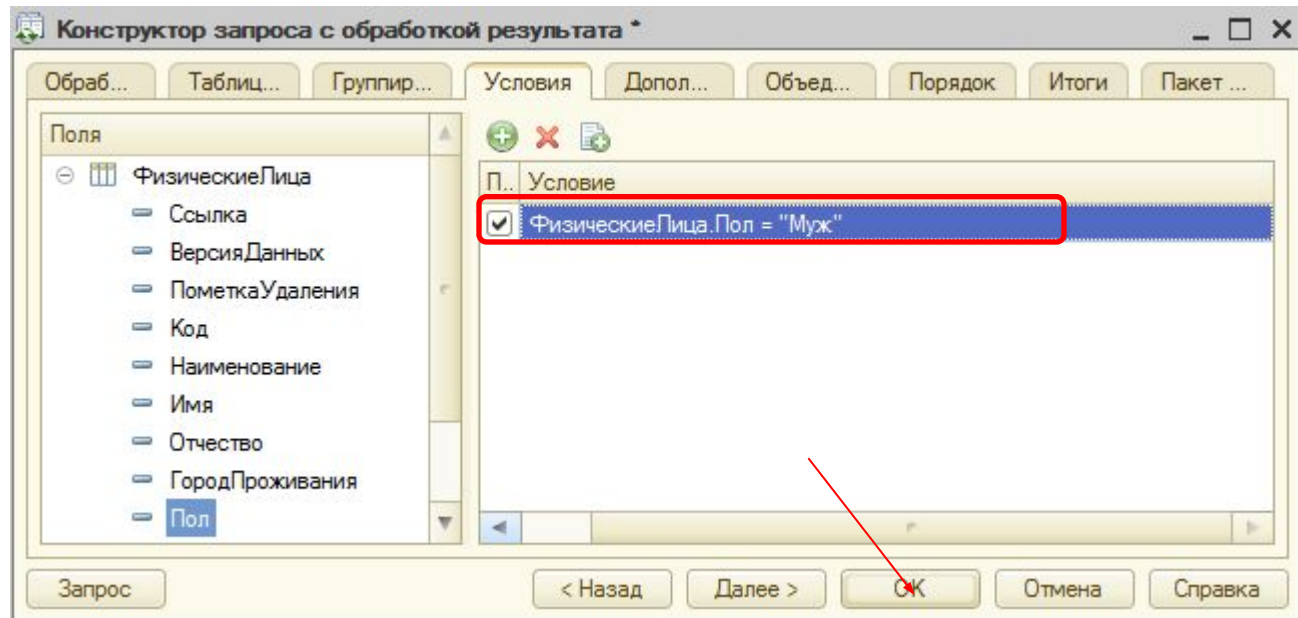 Конструктор запроса с обработкой результата *
Обраб... Таблиц... Группир... Условия Допол... Объед... Порядок Итоги Пакет ...
Поля
ФизическиеЛица
Ссылка
ВерсияДанных
ПометкаУдаления
Код
Наименование
Имя
Отчество
ГородПроживания
Пол
П.. Условие
ФизическиеЛица.Пол = "Муж"
Запрос < Назад Далее > OK Отмена Справка